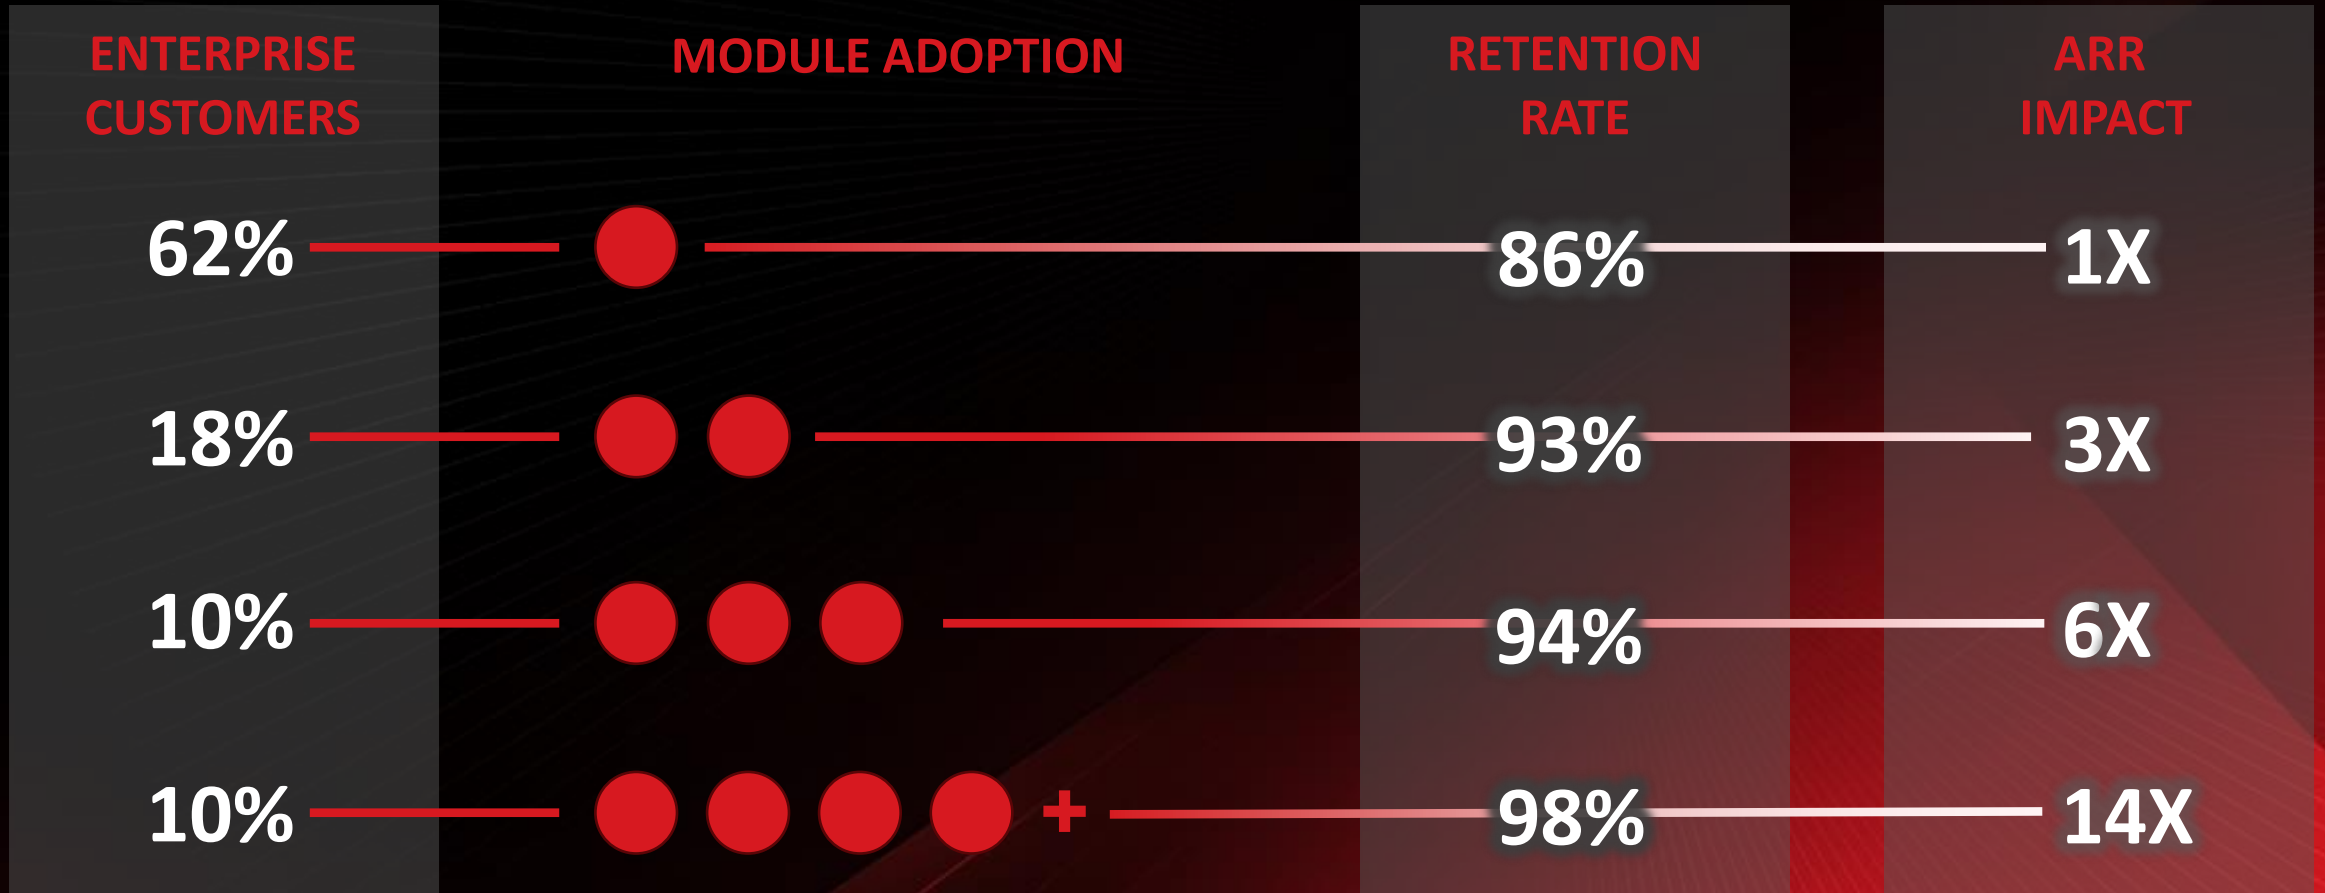 ENTERPRISE
CUSTOMERS
MODULE ADOPTION
RETENTION
RATE
ARR
IMPACT
62% 86% 1X
18% 93% 3X
10% 94% 6X
10% + 98% 14X